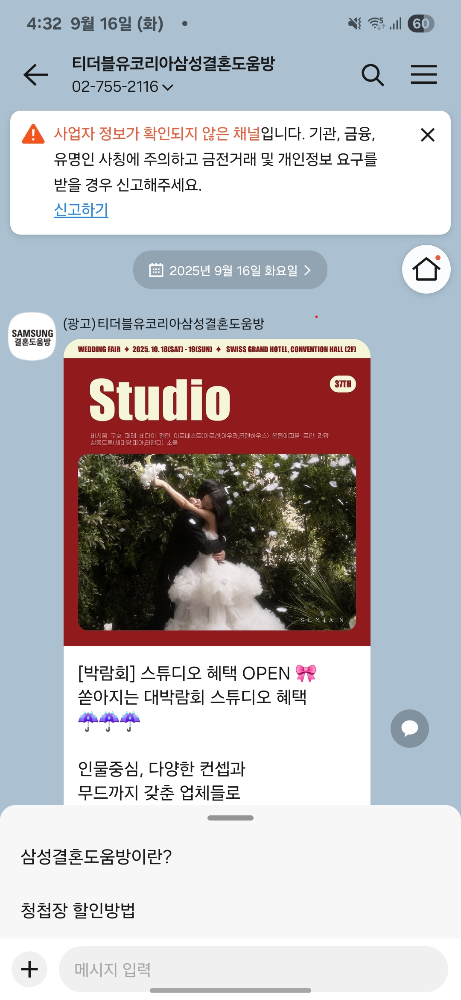 4:32 9월 16일 (화)
60
티더블유코리아삼성결혼도움방
02-755-2116
사업자 정보가 확인되지 않은 채널입니다. 기관, 금융,
유명인 사칭에 주의하고 금전거래 및 개인정보 요구를
받을 경우 신고해주세요.
신고하기
2025년 9월 16일 화요일
SAMSUNG
결혼도움방
(광고)티더블유코리아삼성결혼도움방
WEDDING FAIR ✦ 2025. 10. 18(SAT) - 19(SUN) ✦ SWISS GRAND HOTEL, CONVENTION HALL (2F)
Studio
37TH
바시움 구호 페레 비마이 멜린 아트네스트(아르센,아우라,글렌하우스) 온뜰에피움 르안 라망
살롱드룬(세미앙,피아,라앤디) 소울
SEMIA.N
[박람회] 스튜디오 혜택 OPEN 🎀
쏟아지는 대박람회 스튜디오 혜택
☔☔☔
인물중심, 다양한 컨셉과
무드까지 갖춘 업체들로
삼성결혼도움방이란?
청첩장 할인방법
메시지 입력